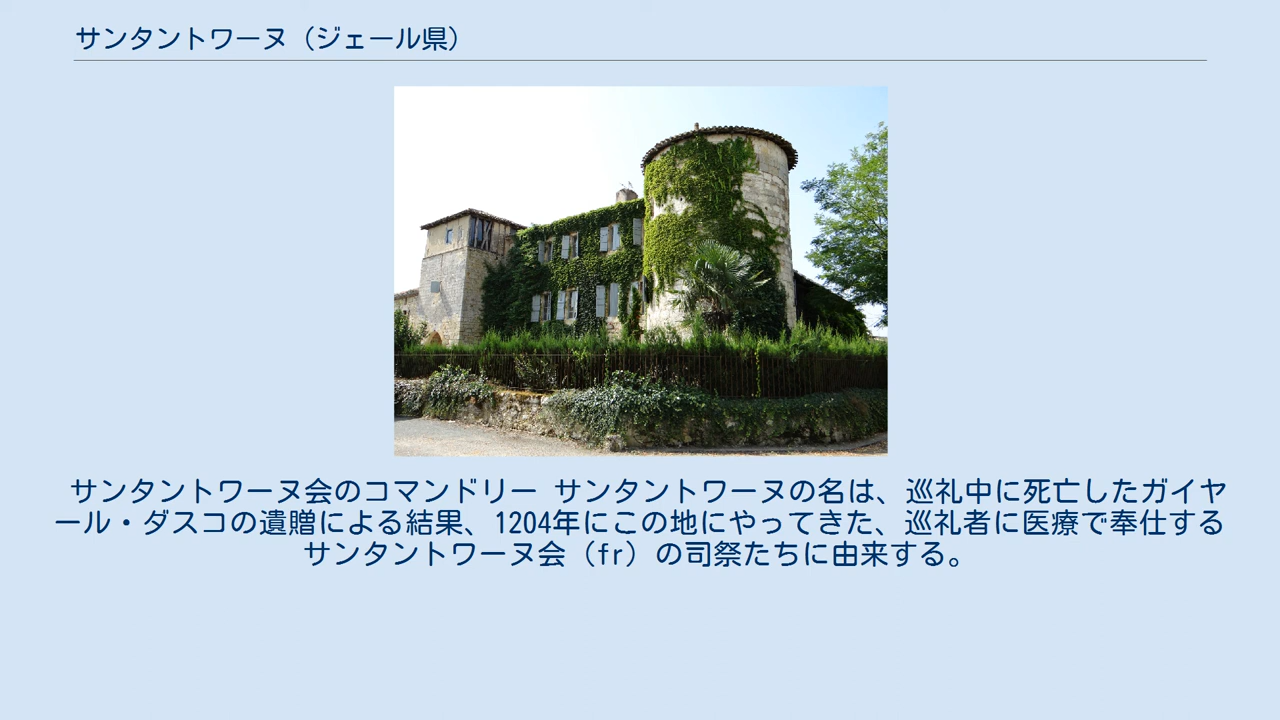 サンタントワーヌ（ジェール県）
サンタントワーヌ会のコマンドリー サンタントワーヌの名は、巡礼中に死亡したガイヤ
ール・ダスコの遺贈による結果、1204年にこの地にやってきた、巡礼者に医療で奉仕する
サンタントワーヌ会（fr）の司祭たちに由来する。